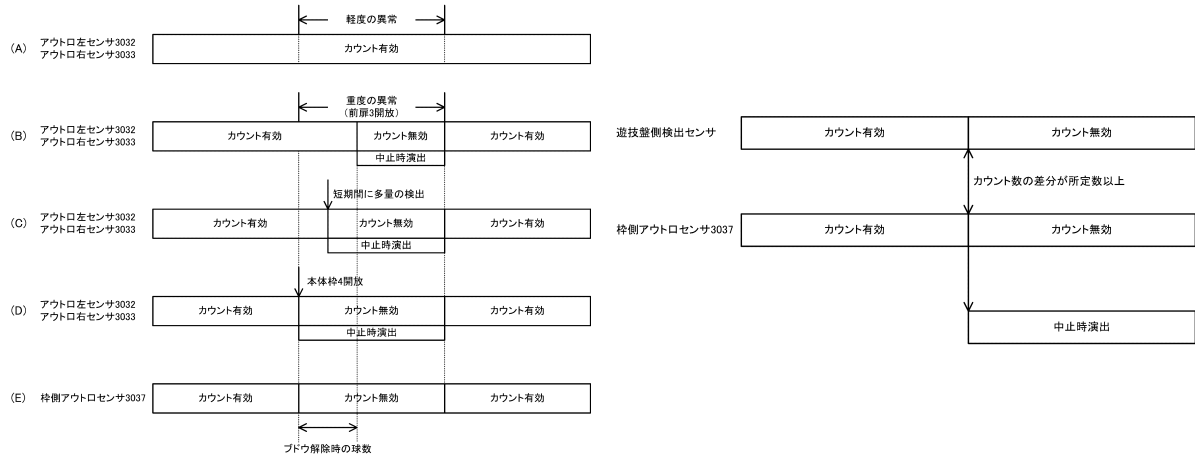 軽度の異常
(A) アウトロ左センサ3032
アウトロ右センサ3033
カウント有効
重度の異常
(前扉3開放)
(B) アウトロ左センサ3032
アウトロ右センサ3033
カウント有効 カウント無効 カウント有効
中止時演出
短期間に多量の検出
(C) アウトロ左センサ3032
アウトロ右センサ3033
カウント有効 カウント無効 カウント有効
中止時演出
本体枠4開放
(D) アウトロ左センサ3032
アウトロ右センサ3033
カウント有効 カウント無効 カウント有効
中止時演出
(E) 枠側アウトロセンサ3037
カウント有効 カウント無効 カウント有効
ブドウ解除時の球数
遊技盤側検出センサ
カウント有効 カウント無効
カウント数の差分が所定数以上
枠側アウトロセンサ3037
カウント有効 カウント無効
中止時演出